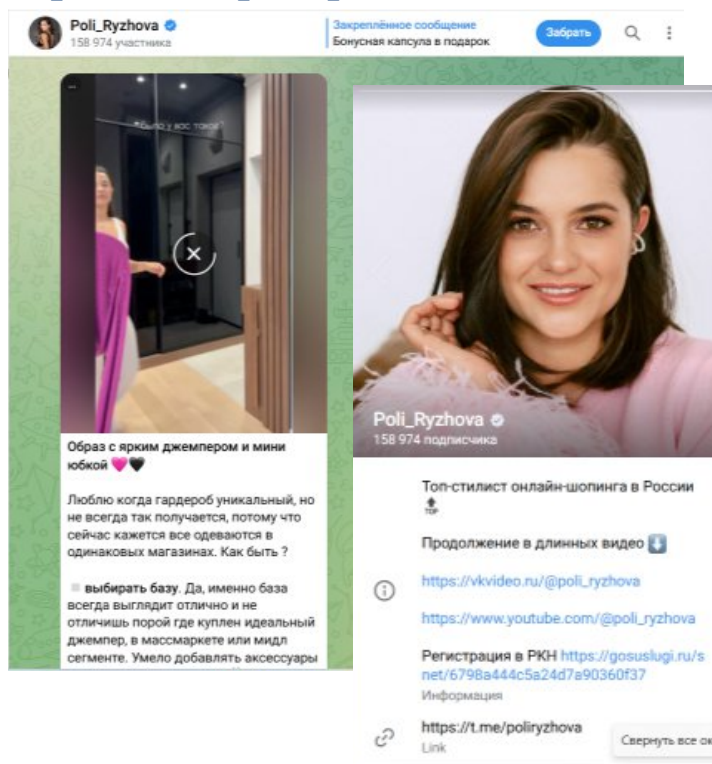 Poli_Ryzhova
158 974 участника
Закреплённое сообщение
Бонусная капсула в подарок
Забрать
Было у вас такое?
Образ с ярким джемпером и мини
юбкой 🩷🖤
Люблю когда гардероб уникальный, но
не всегда так получается, потому что
сейчас кажется все одеваются в
одинаковых магазинах. Как быть ?
▫️ выбирать базу. Да, именно база
всегда выглядит отлично и не
отличишь порой где куплен идеальный
джемпер, в массмаркете или мидл
сегменте. Умело добавлять аксессуары
Poli_Ryzhova
158 974 подписчика
Топ-стилист онлайн-шопинга в России
🔝
Продолжение в длинных видео ⬇️
https://vkvideo.ru/@poli_ryzhova
https://www.youtube.com/@poli_ryzhova
Регистрация в РКН https://gosuslugi.ru/s
net/6798a444c5a24d7a90360f37
Информация
https://t.me/poliryzhova
Link
Свернуть все ок